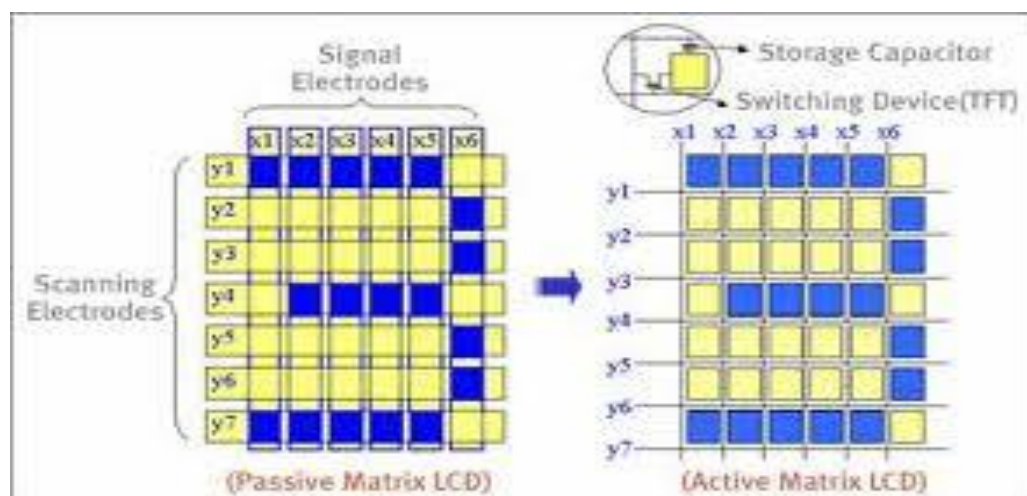 Signal
Electrodes
x1 x2 x3 x4 x5 x6
y1
y2
y3
y4
y5
y6
y7
Scanning
Electrodes
(Passive Matrix LCD)
Storage Capacitor
Switching Device(TFT)
x1 x2 x3 x4 x5 x6
y1
y2
y3
y4
y5
y6
y7
(Active Matrix LCD)